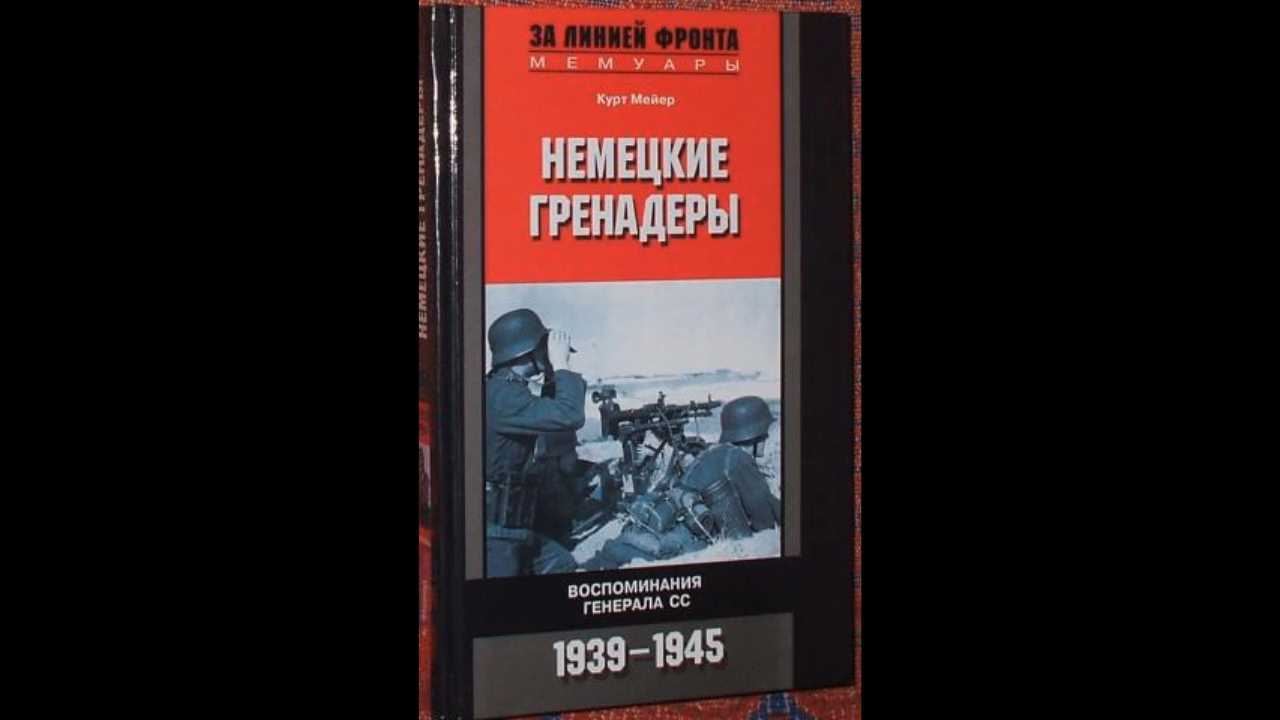 ЗА ЛИНИЕЙ ФРОНТА
МЕМУАРЫ
Курт Мейер
НЕМЕЦКИЕ
ГРЕНАДЕРЫ
ВОСПОМИНАНИЯ
ГЕНЕРАЛА СС
1939–1945
НЕМЕЦКИЕ ГРЕНАДЕРЫ